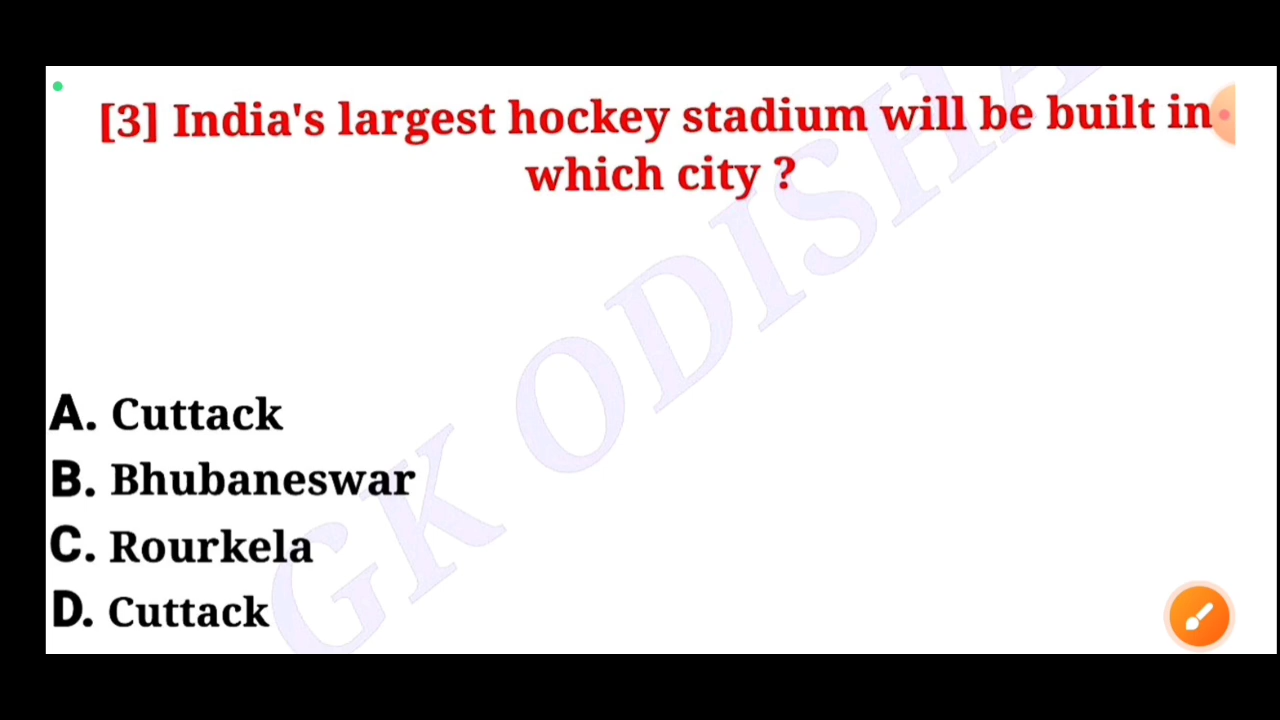 [3] India's largest hockey stadium will be built in
which city ?
GK ODISHA
A. Cuttack
B. Bhubaneswar
C. Rourkela
D. Cuttack